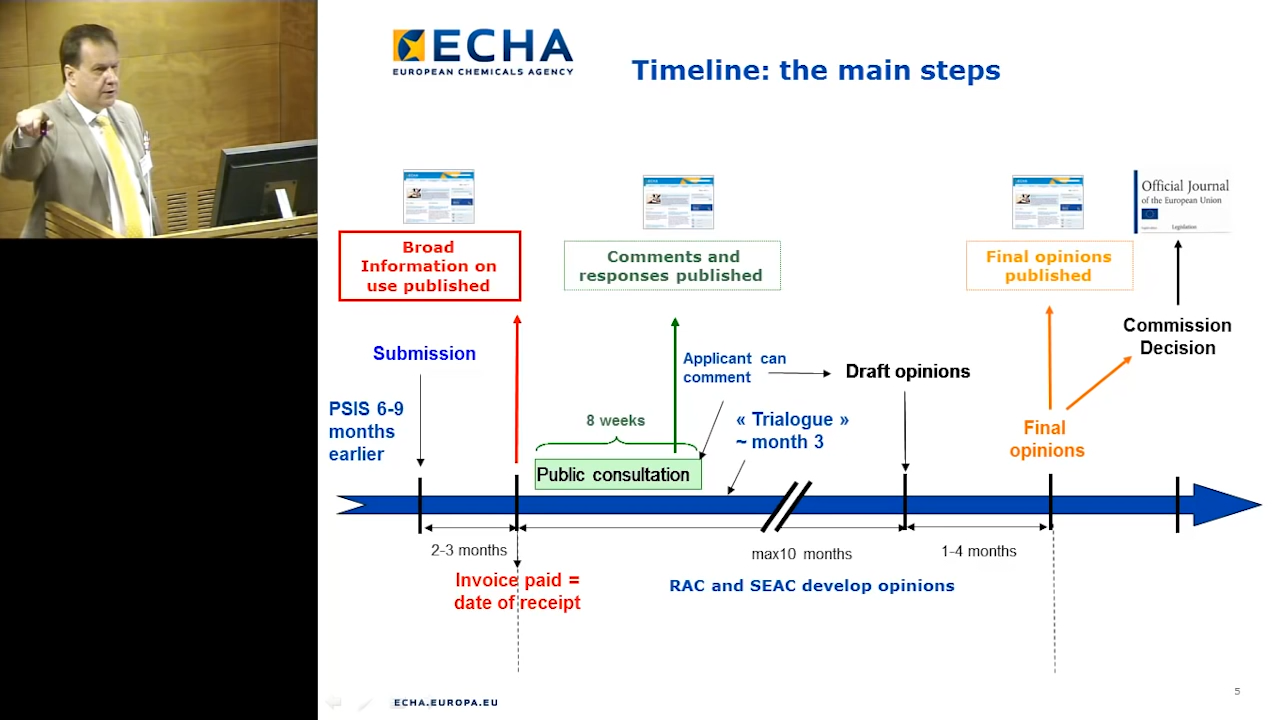 ECHA
EUROPEAN CHEMICALS AGENCY
Timeline: the main steps
Official Journal
of the European Union
Legislation
Broad
Information on
use published
Comments and
responses published
Final opinions
published
Commission
Decision
Submission
Applicant can
comment
Draft opinions
PSIS 6-9
months
earlier
8 weeks
« Trialogue »
~ month 3
Final
opinions
Public consultation
2-3 months
max10 months
1-4 months
Invoice paid =
date of receipt
RAC and SEAC develop opinions
ECHA.EUROPA.EU
5